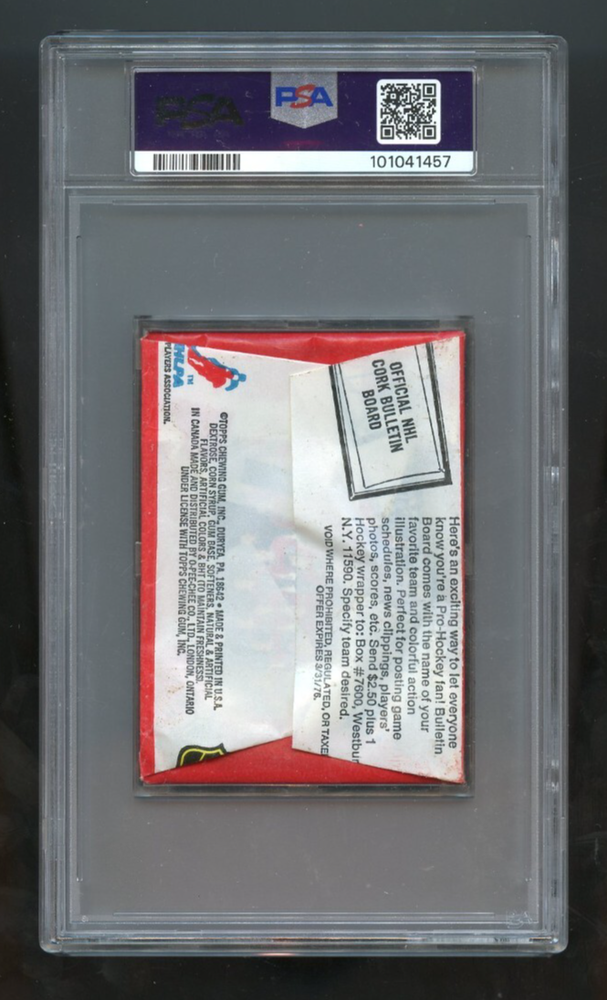 PSA
PSA
101041457
NHLPA
TM
PLAYERS ASSOCIATION.
©TOPPS CHEWING GUM, INC., DURYEA, PA. 18642 • MADE & PRINTED IN U.S.A.
DEXTROSE, CORN SYRUP, GUM BASE, SOFTENERS, NATURAL & ARTIFICIAL
FLAVORS, ARTIFICIAL COLORS & BHT (TO MAINTAIN FRESHNESS).
IN CANADA MADE AND DISTRIBUTED BY O-PEE-CHEE CO., LTD., LONDON, ONTARIO
UNDER LICENSE WITH TOPPS CHEWING GUM, INC.
OFFICIAL NHL
CORK BULLETIN
BOARD
Here's an exciting way to let everyone
know you're a Pro-Hockey fan! Bulletin
Board comes with the name of your
favorite team and colorful action
illustration. Perfect for posting game
schedules, news clippings, players'
photos, scores, etc. Send $2.50 plus 1
Hockey wrapper to: Box #7600, Westbur
N.Y. 11590. Specify team desired.
VOID WHERE PROHIBITED, REGULATED, OR TAXE
OFFER EXPIRES 3/31/76.